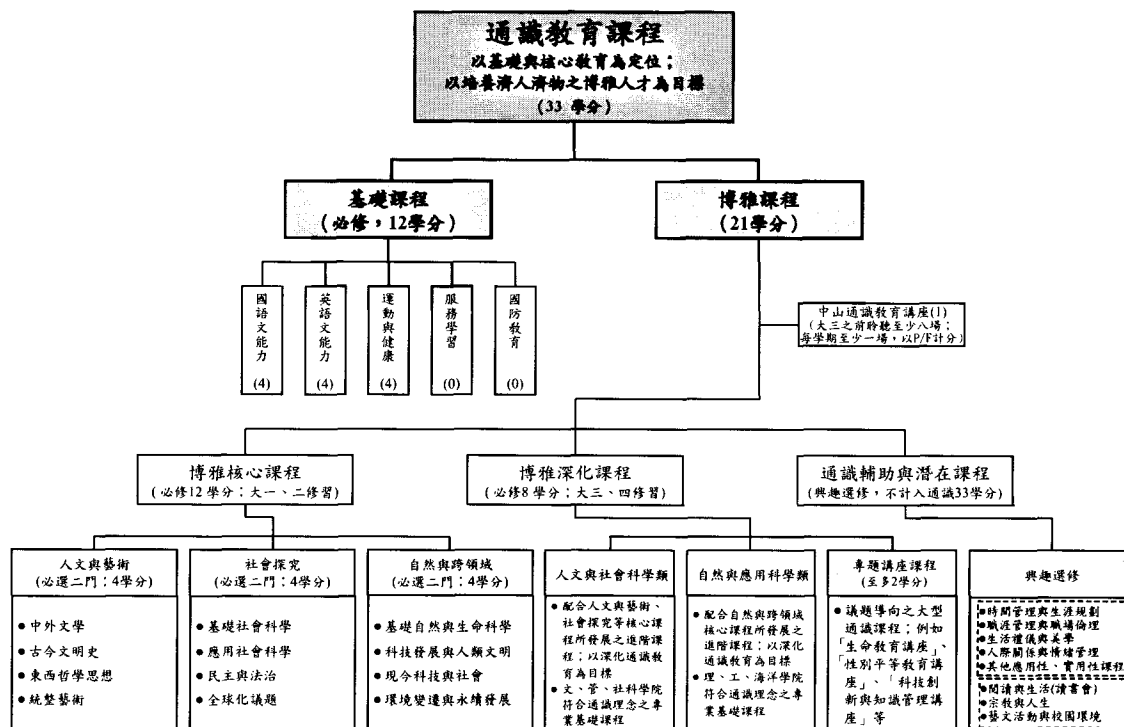 通識教育課程
以基礎與核心教育為定位；
以培養濟人濟物之博雅人才為目標
(33 學分)
基礎課程
(必修，12學分)
博雅課程
(21學分)
國語文能力
(4)
英語文能力
(4)
運動與健康
(4)
服務學習
(0)
國防教育
(0)
中山通識教育講座(1)
(大三之前聆聽至少八場；
每學期至少一場，以P/F計分)
博雅核心課程
(必修12學分：大一、二修習)
博雅深化課程
(必修8學分：大三、四修習)
通識輔助與潛在課程
(興趣選修，不計入通識33學分)
人文與藝術
(必選二門：4學分)
●中外文學
●古今文明史
●東西哲學思想
●統整藝術
社會探究
(必選二門：4學分)
●基礎社會科學
●應用社會科學
●民主與法治
●全球化議題
自然與跨領域
(必選二門：4學分)
●基礎自然與生命科學
●科技發展與人類文明
●現今科技與社會
●環境變遷與永續發展
人文與社會科學類
●配合人文與藝術、
社會探究等核心課
程所發展之進階課
程；以深化通識教
育為目標
●文、管、社科學院
符合通識理念之專
業基礎課程
自然與應用科學類
●配合自然與跨領域
核心課程所發展之
進階課程；以深化
通識教育為目標
●理、工、海洋學院
符合通識理念之專
業基礎課程
專題講座課程
(至多2學分)
●議題導向之大型
通識課程；例如
「生命教育講座」、
「性別平等教育講
座」、「科技創
新與知識管理講
座」等
興趣選修
●時間管理與生涯規劃
●職涯管理與職場倫理
●生活禮儀與美學
●人際關係與情緒管理
●其他應用性、實用性課程
●閱讀與生活(讀書會)
●宗教與人生
●藝文活動與校園環境